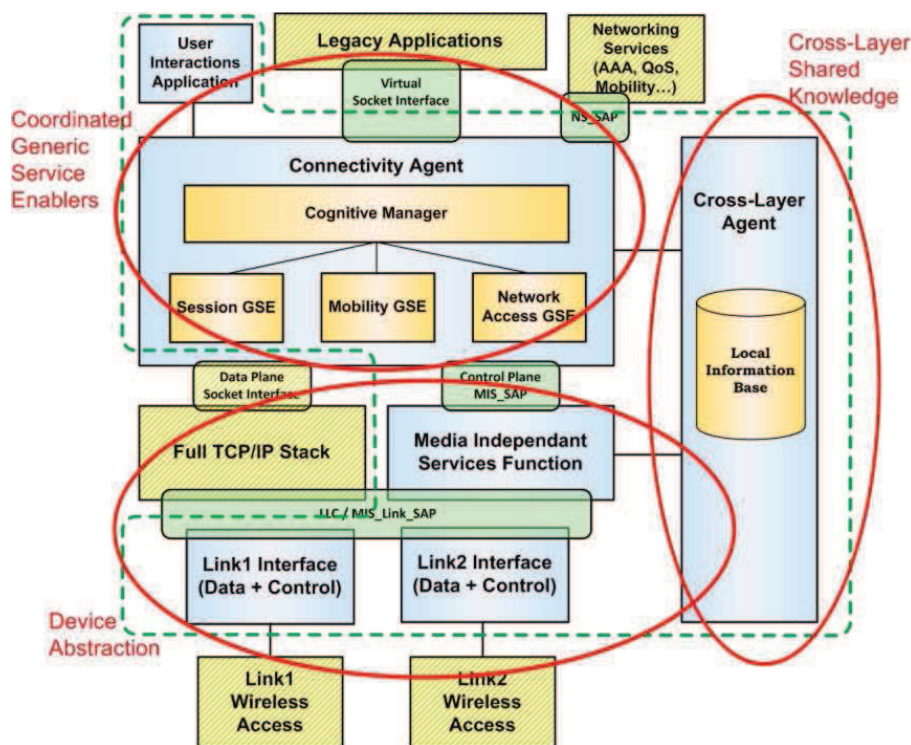 User
Interactions
Application
Legacy Applications
Networking
Services
(AAA, QoS,
Mobility...)
Cross-Layer
Shared
Knowledge
Virtual
Socket Interface
NS_SAP
Coordinated
Generic
Service
Enablers
Connectivity Agent
Cognitive Manager
Session GSE
Mobility GSE
Network
Access GSE
Cross-Layer
Agent
Local
Information
Base
Data Plane
Socket Interface
Control Plane
MIS_SAP
Full TCP/IP Stack
Media Independant
Services Function
LLC / MIS_Link_SAP
Link1 Interface
(Data + Control)
Link2 Interface
(Data + Control)
Device
Abstraction
Link1
Wireless
Access
Link2
Wireless
Access